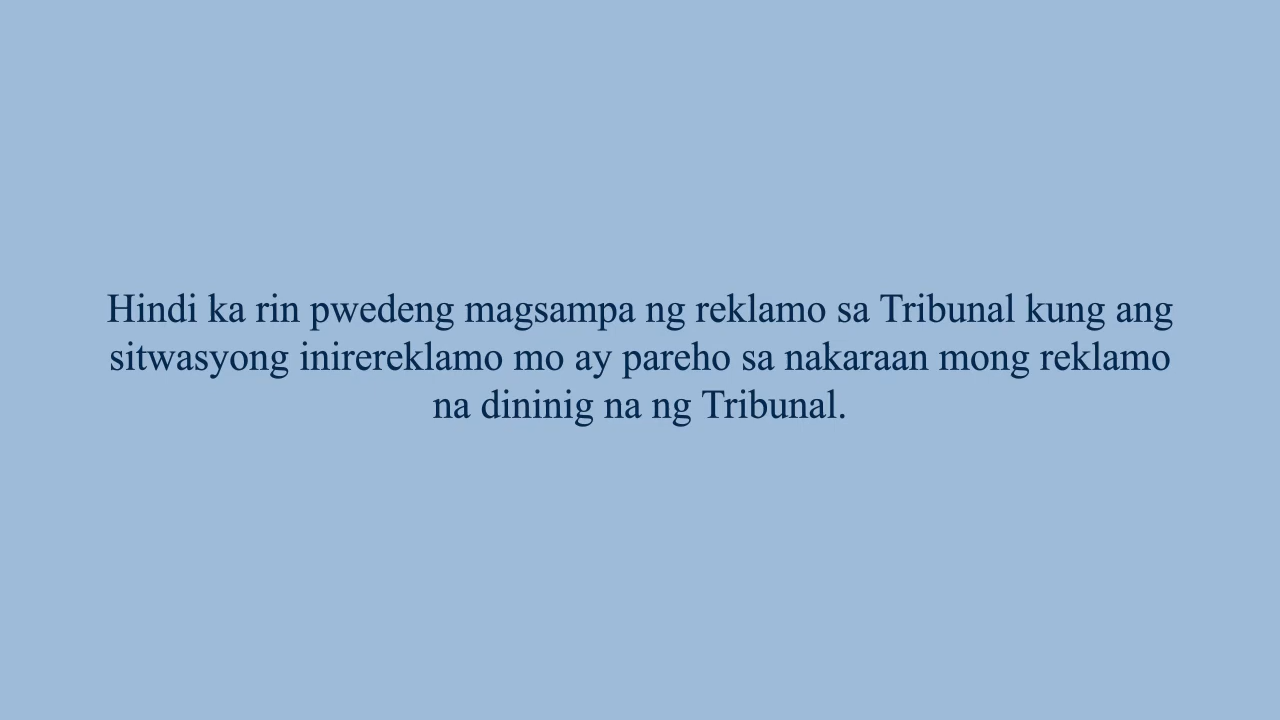 Hindi ka rin pwedeng magsampa ng reklamo sa Tribunal kung ang
sitwasyong inirereklamo mo ay pareho sa nakaraan mong reklamo
na dininig na ng Tribunal.